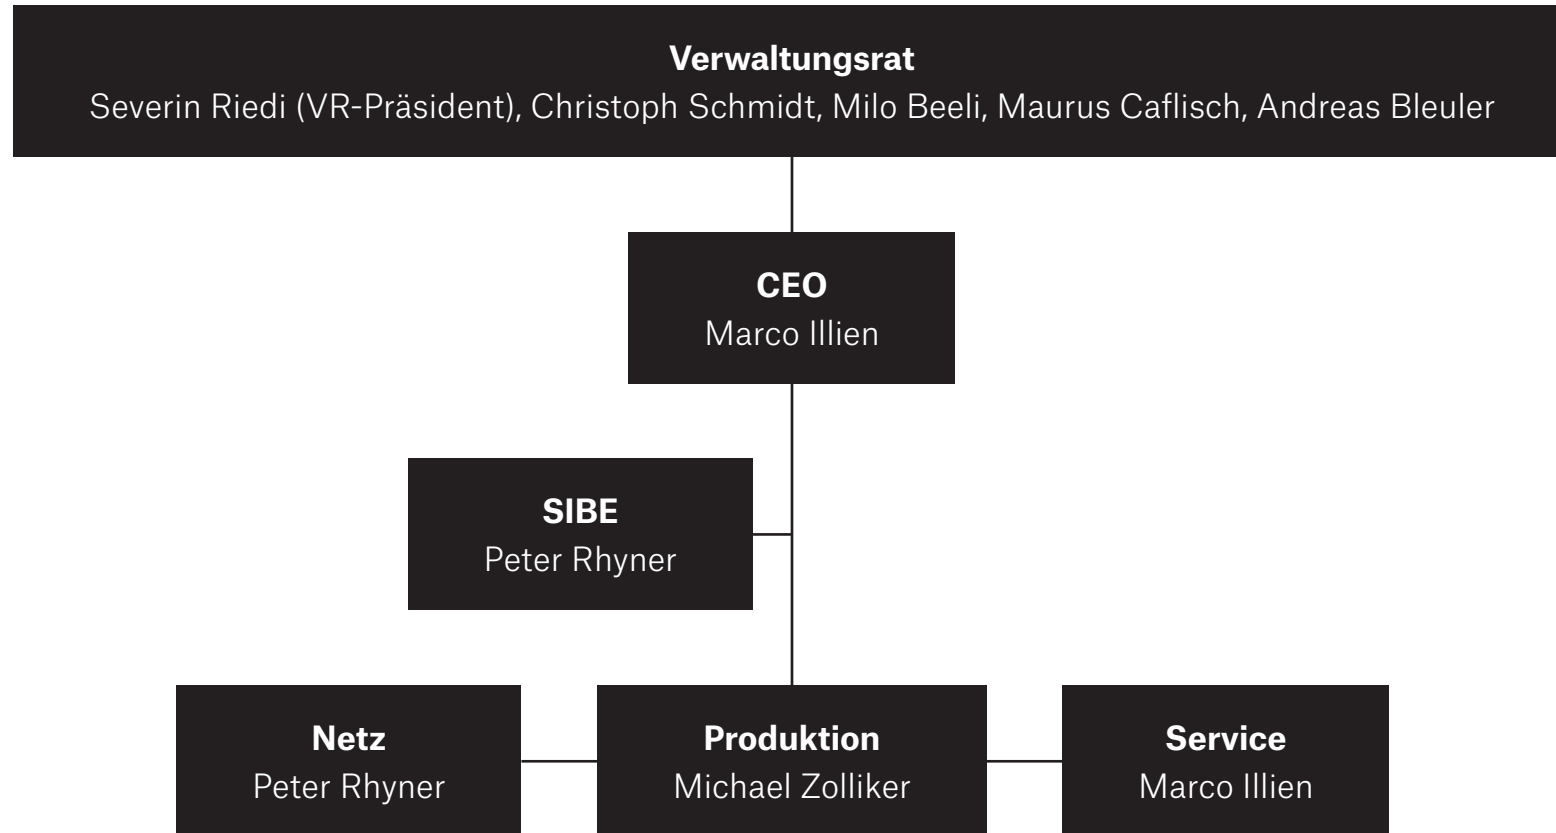 Verwaltungsrat
Severin Riedi (VR-Präsident), Christoph Schmidt, Milo Beeli, Maurus Caflisch, Andreas Bleuler
CEO
Marco Illien
SIBE
Peter Rhyner
Netz
Peter Rhyner
Produktion
Michael Zolliker
Service
Marco Illien